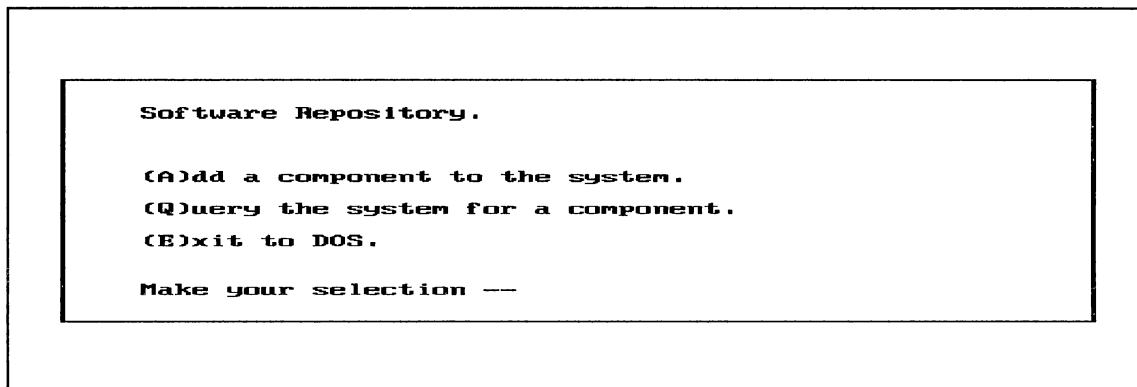 Software Repository.
(A)dd a component to the system.
(Q)uery the system for a component.
(E)xit to DOS.
Make your selection --